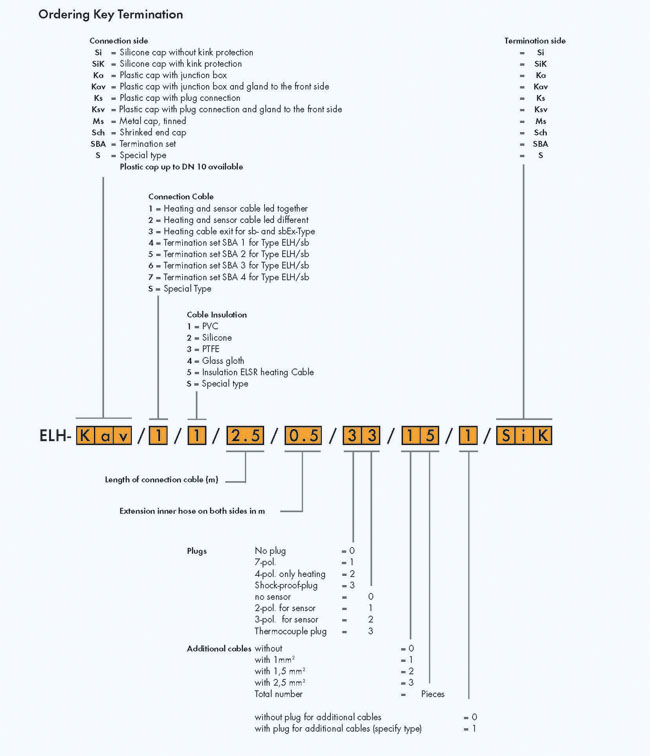 Ordering Key Termination
Connection side
Si = Silicone cap without kink protection
SiK = Silicone cap with kink protection
Ka = Plastic cap with junction box
Kav = Plastic cap with junction box and gland to the front side
Ks = Plastic cap with plug connection
Ksv = Plastic cap with plug connection and gland to the front side
Ms = Metal cap, tinned
Sch = Shrinked end cap
SBA = Termination set
S = Special type
Plastic cap up to DN 10 available
Termination side
= Si
= SiK
= Ka
= Kav
= Ks
= Ksv
= Ms
= Sch
= SBA
= S
Connection Cable
1 = Heating and sensor cable led together
2 = Heating and sensor cable led different
3 = Heating cable exit for sb- and sbEx-Type
4 = Termination set SBA 1 for Type ELH/sb
5 = Termination set SBA 2 for Type ELH/sb
6 = Termination set SBA 3 for Type ELH/sb
7 = Termination set SBA 4 for Type ELH/sb
S = Special Type
Cable Insulation
1 = PVC
2 = Silicone
3 = PTFE
4 = Glass gloth
5 = Insulation ELSR heating Cable
S = Special type
ELH- K a v / 1 / 1 / 2.5 / 0.5 / 3 3 / 1 5 / 1 / S i K
Length of connection cable (m)
Extension inner hose on both sides in m
Plugs No plug = 0
7-pol. = 1
4-pol. only heating = 2
Shock-proof-plug = 3
no sensor = 0
2-pol. for sensor = 1
3-pol. for sensor = 2
Thermocouple plug = 3
Additional cables without = 0
with 1mm² = 1
with 1,5 mm² = 2
with 2,5 mm² = 3
Total number = Pieces
without plug for additional cables = 0
with plug for additional cables (specify type) = 1